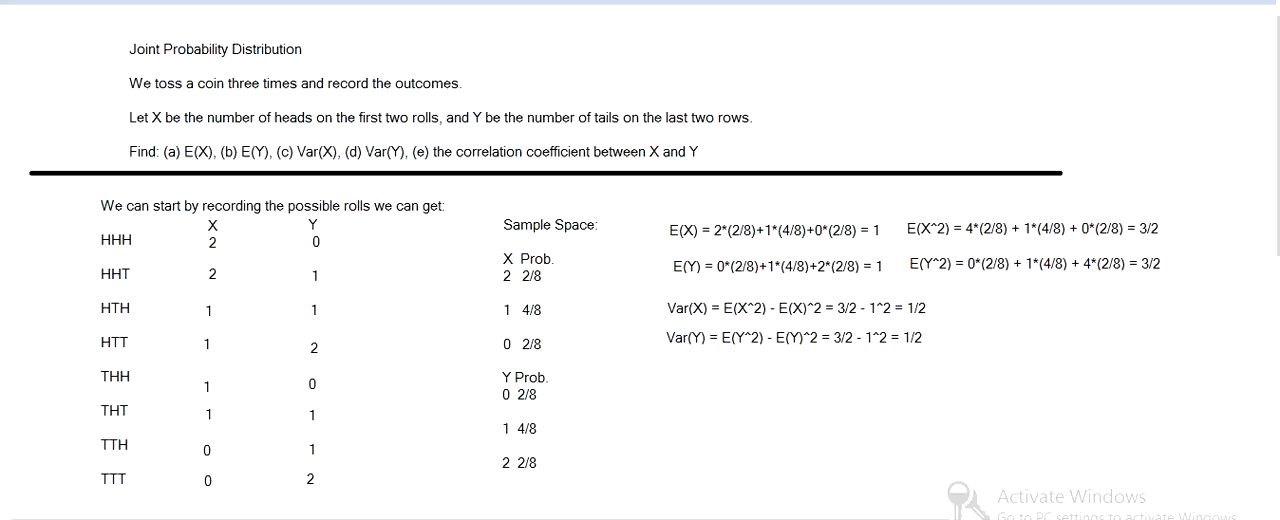 Joint Probability Distribution
We toss a coin three times and record the outcomes.
Let X be the number of heads on the first two rolls, and Y be the number of tails on the last two rows.
Find: (a) E(X), (b) E(Y), (c) Var(X), (d) Var(Y), (e) the correlation coefficient between X and Y
We can start by recording the possible rolls we can get:
X Y
HHH 2 0
HHT 2 1
HTH 1 1
HTT 1 2
THH 1 0
THT 1 1
TTH 0 1
TTT 0 2
Sample Space:
X Prob.
2 2/8
1 4/8
0 2/8
Y Prob.
0 2/8
1 4/8
2 2/8
E(X) = 2*(2/8)+1*(4/8)+0*(2/8) = 1
E(X^2) = 4*(2/8) + 1*(4/8) + 0*(2/8) = 3/2
E(Y) = 0*(2/8)+1*(4/8)+2*(2/8) = 1
E(Y^2) = 0*(2/8) + 1*(4/8) + 4*(2/8) = 3/2
Var(X) = E(X^2) - E(X)^2 = 3/2 - 1^2 = 1/2
Var(Y) = E(Y^2) - E(Y)^2 = 3/2 - 1^2 = 1/2
Activate Windows
Go to PC settings to activate Windows